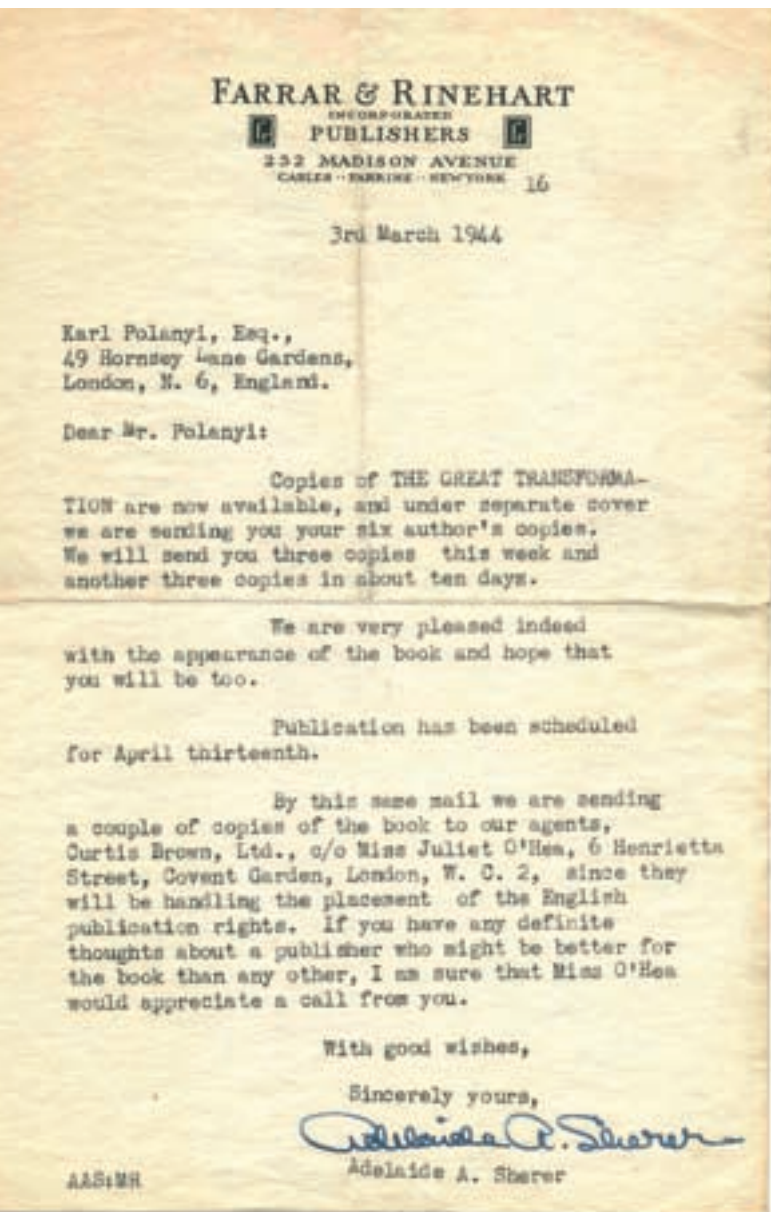 FARRAR & RINEHART
INCORPORATED
PUBLISHERS
232 MADISON AVENUE
CABLES · FARRINE · NEW YORK 16
3rd March 1944
Karl Polanyi, Esq.,
49 Hornsey Lane Gardens,
London, N. 6, England.
Dear Mr. Polanyi:
Copies of THE GREAT TRANSFORMA-
TION are now available, and under separate cover
we are sending you your six author's copies.
We will send you three copies this week and
another three copies in about ten days.
We are very pleased indeed
with the appearance of the book and hope that
you will be too.
Publication has been scheduled
for April thirteenth.
By this same mail we are sending
a couple of copies of the book to our agents,
Curtis Brown, Ltd., c/o Miss Juliet O'Hea, 6 Henrietta
Street, Covent Garden, London, W. C. 2, since they
will be handling the placement of the English
publication rights. If you have any definite
thoughts about a publisher who might be better for
the book than any other, I am sure that Miss O'Hea
would appreciate a call from you.
With good wishes,
Sincerely yours,
Adelaide A. Sherer
Adelaide A. Sherer
AAS:MH